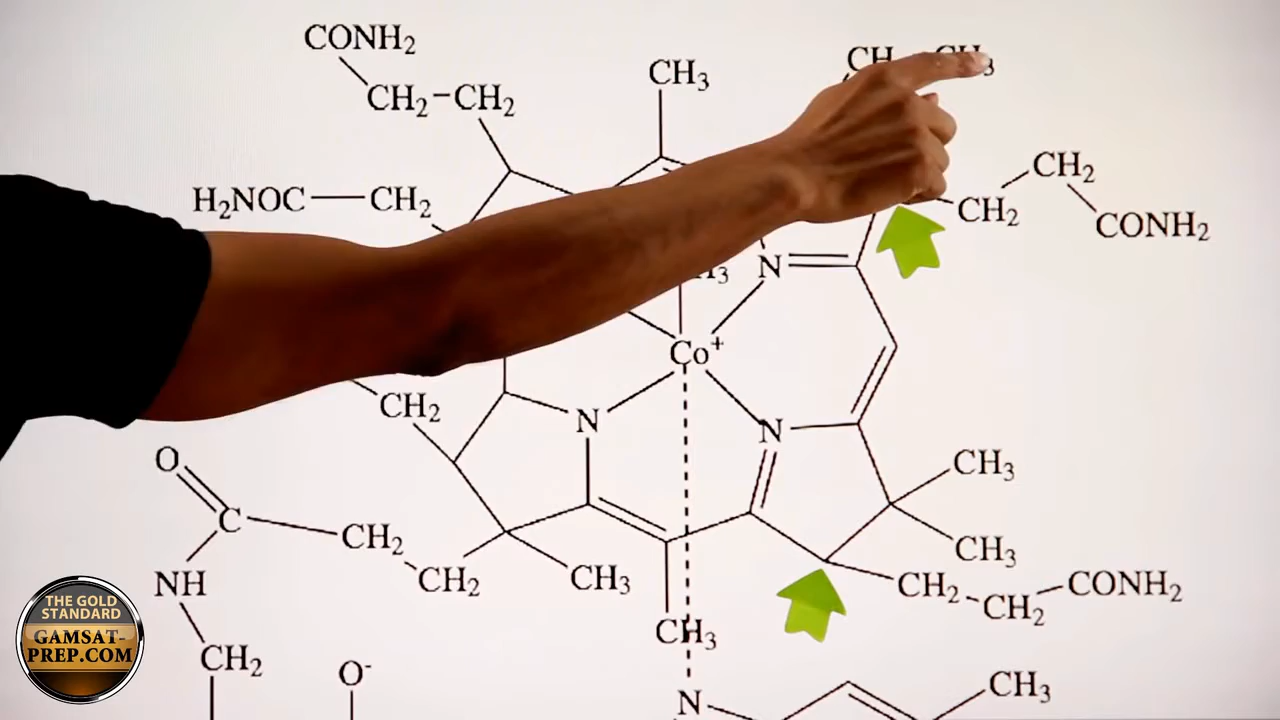 CONH2
CH2-CH2
CH3
CH
H2NOC
CH2
CH2
CH2
CONH2
N
Co+
N
N
CH2
O
C
NH
CH2
CH2
CH2
CH3
CH3
CH3
CH3
CH2-CH2
CONH2
O-
N
CH3
THE GOLD
STANDARD
GAMSAT-
PREP.COM